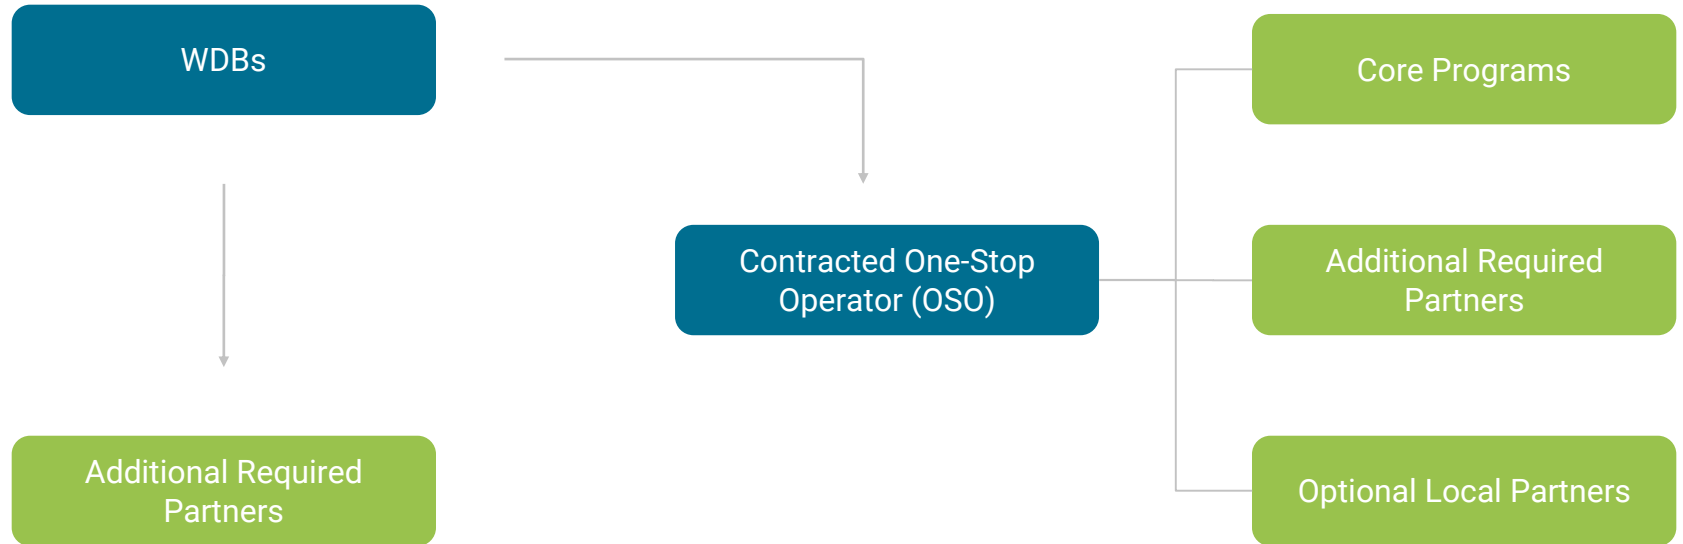 WDBs
Core Programs
Contracted One-Stop
Operator (OSO)
Additional Required
Partners
Additional Required
Partners
Optional Local Partners